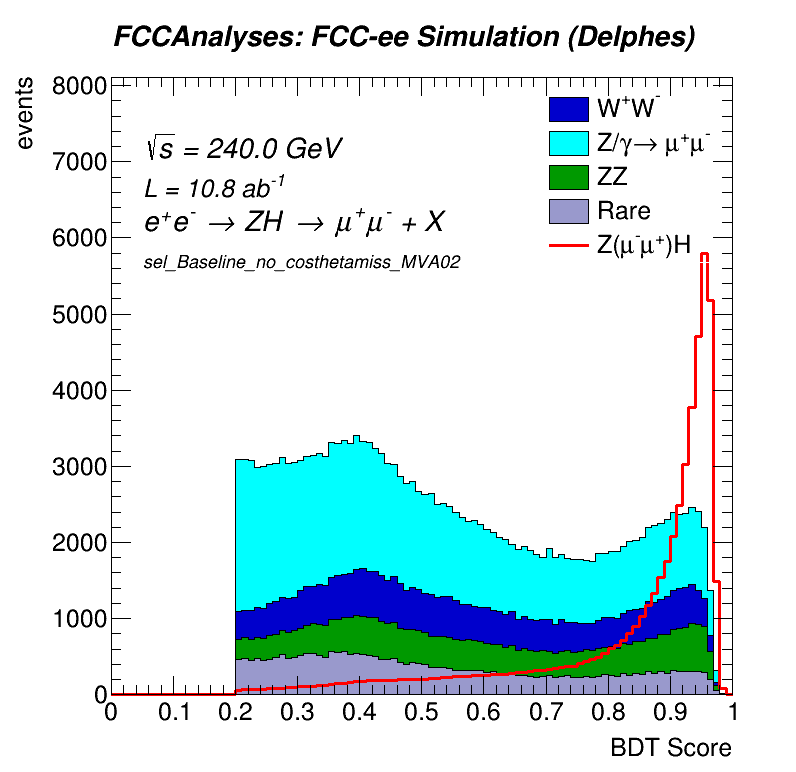 FCCAnalyses: FCC-ee Simulation (Delphes)
events
8000
7000
6000
5000
4000
3000
2000
1000
0
√s = 240.0 GeV
L = 10.8 ab⁻¹
e⁺e⁻ → ZH → μ⁺μ⁻ + X
sel_Baseline_no_costhetamiss_MVA02
W⁺W⁻
Z/γ→ μ⁺μ⁻
ZZ
Rare
Z(μ⁻μ⁺)H
0 0.1 0.2 0.3 0.4 0.5 0.6 0.7 0.8 0.9 1
BDT Score